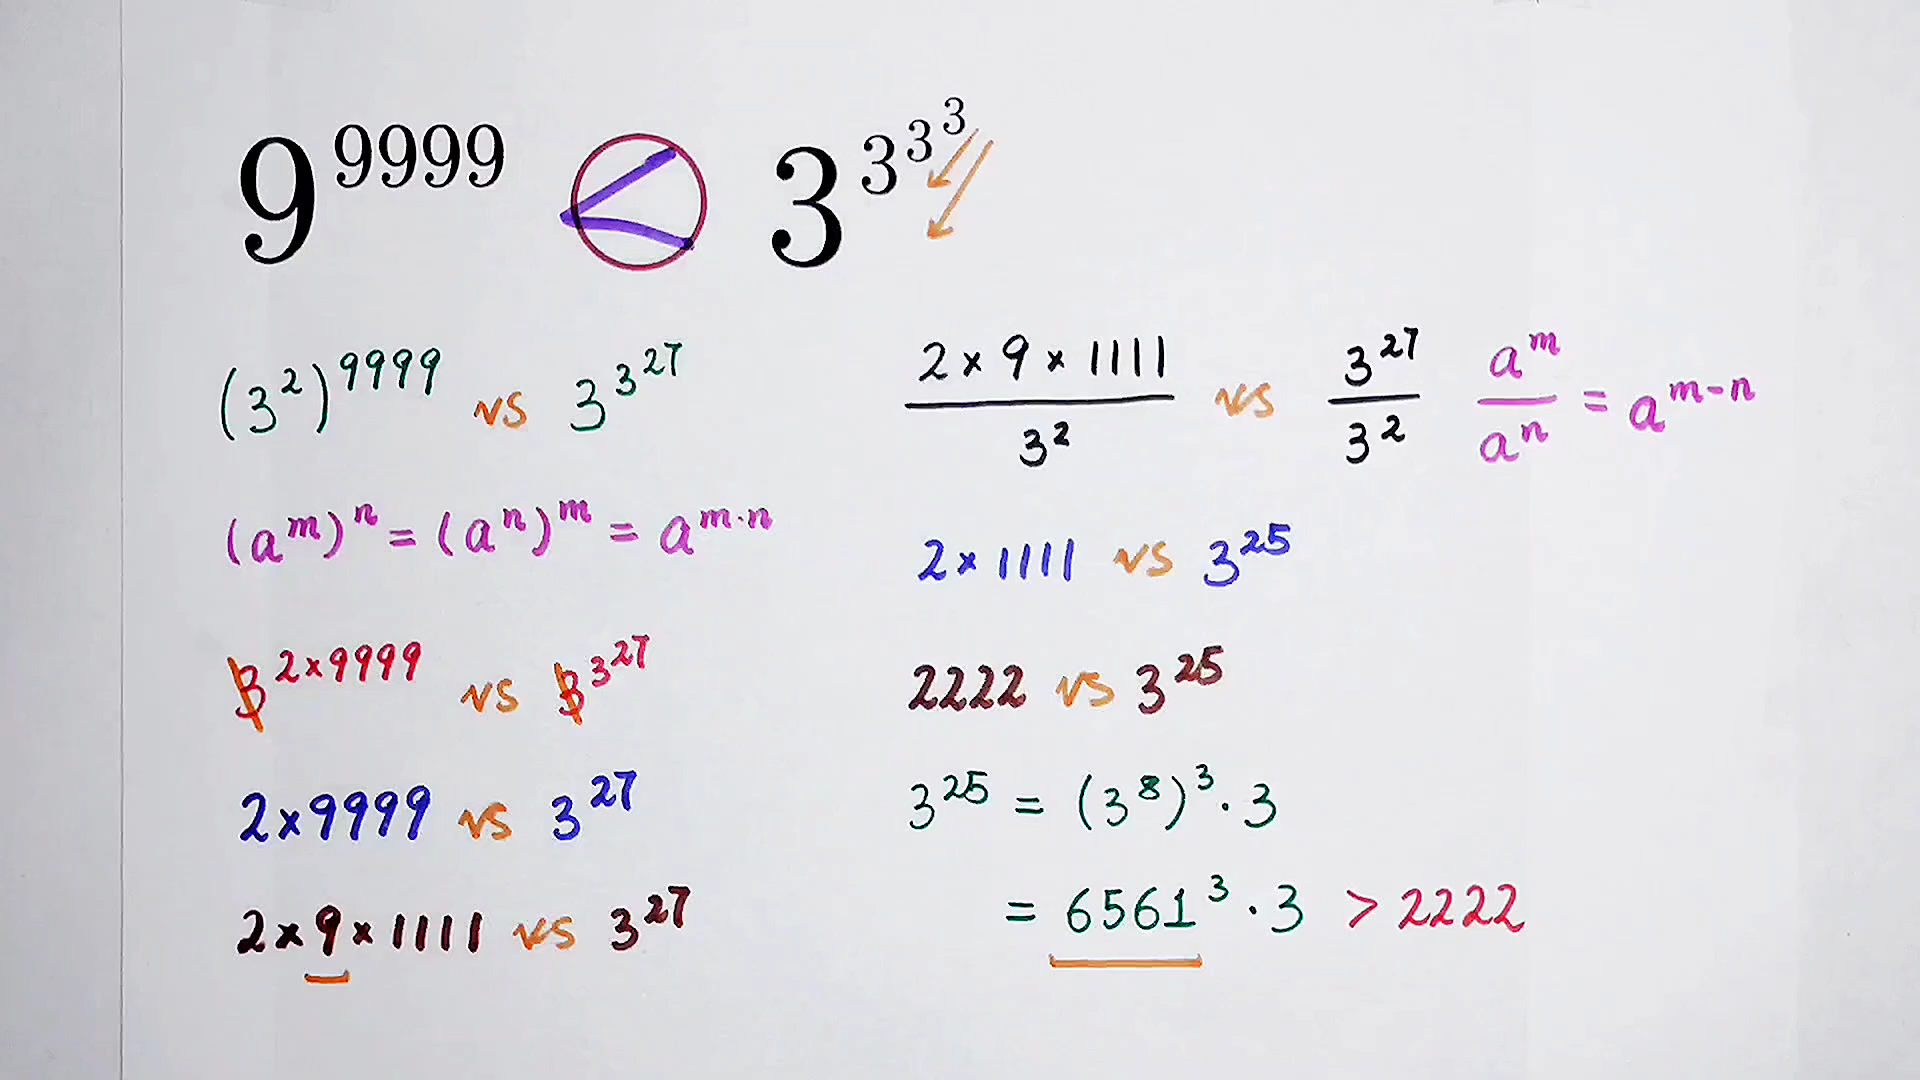 9^9999 < 3^3^3^3
(3^2)^9999 vs 3^3^27
(a^m)^n = (a^n)^m = a^m·n
3^2×9999 vs 3^3^27
2×9999 vs 3^27
2×9×1111 vs 3^27
2×9×1111/3^2 vs 3^27/3^2 a^m/a^n = a^m-n
2×1111 vs 3^25
2222 vs 3^25
3^25 = (3^8)^3·3
= 6561^3·3 > 2222